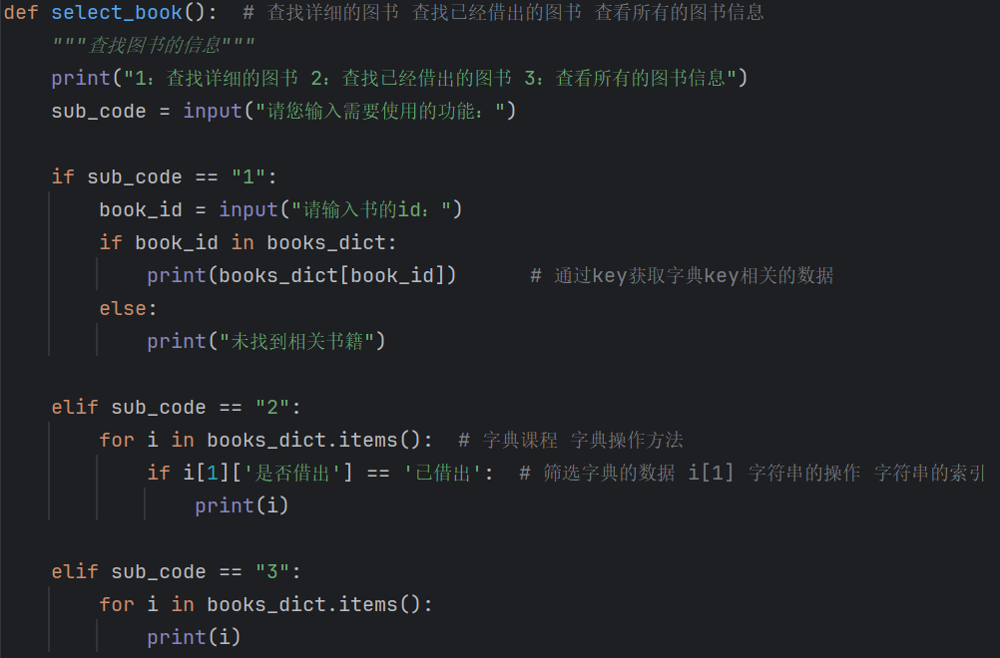 def select_book():  # 查找详细的图书 查找已经借出的图书 查看所有的图书信息
    """查找图书的信息"""
    print("1：查找详细的图书 2：查找已经借出的图书 3：查看所有的图书信息")
    sub_code = input("请您输入需要使用的功能：")

    if sub_code == "1":
        book_id = input("请输入书的id：")
        if book_id in books_dict:
            print(books_dict[book_id])      # 通过key获取字典key相关的数据
        else:
            print("未找到相关书籍")

    elif sub_code == "2":
        for i in books_dict.items():  # 字典课程 字典操作方法
            if i[1]['是否借出'] == '已借出':  # 筛选字典的数据 i[1] 字符串的操作 字符串的索引
                print(i)

    elif sub_code == "3":
        for i in books_dict.items():
            print(i)